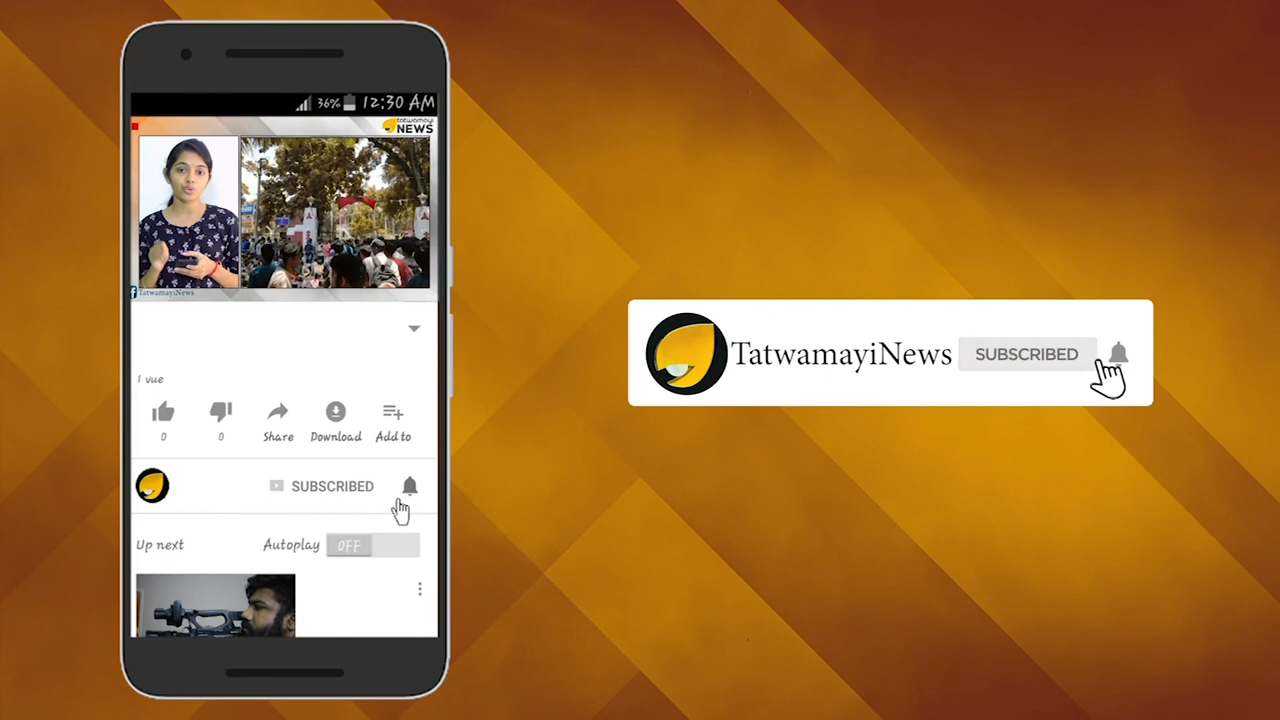 36% 12:30 AM
tatwamayi
NEWS
TatwamayiNews
1 vue
0 0 Share Download Add to
SUBSCRIBED
Up next Autoplay OFF
TatwamayiNews SUBSCRIBED